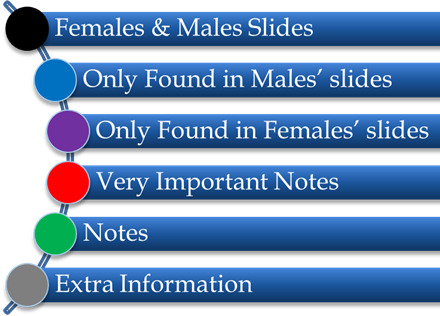 Females & Males Slides
Only Found in Males’ slides
Only Found in Females’ slides
Very Important Notes
Notes
Extra Information